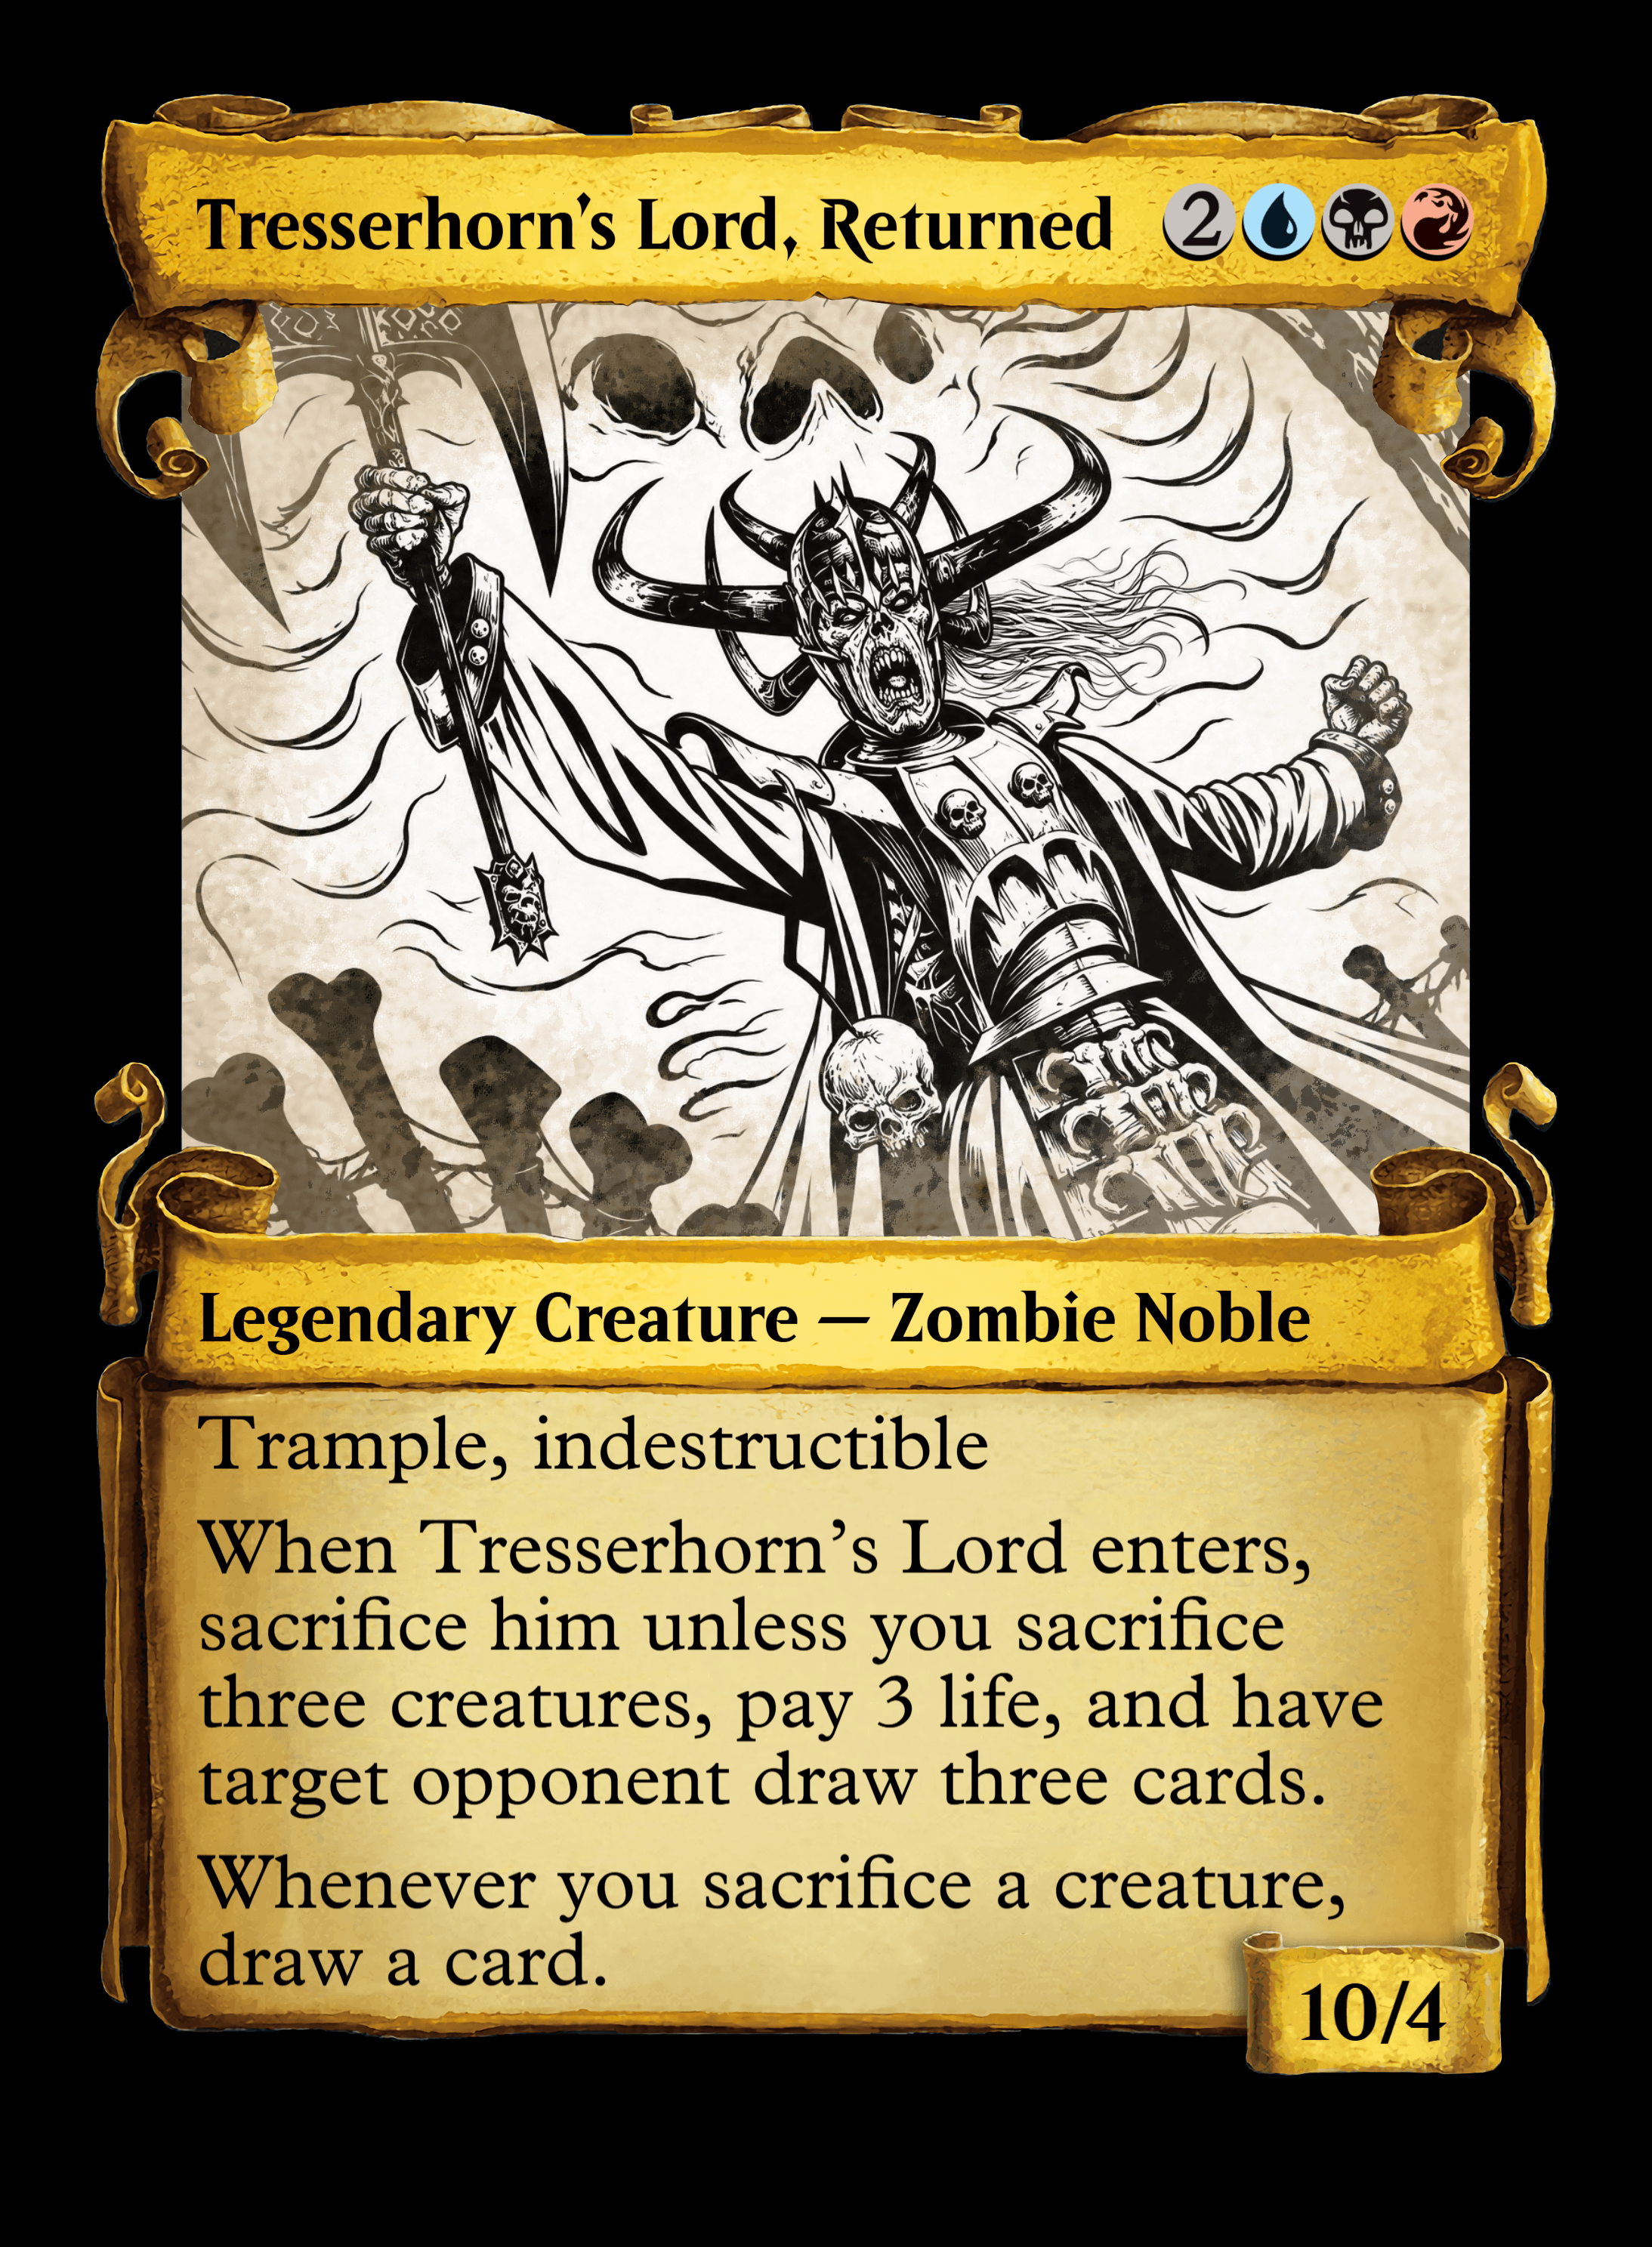 Tresserhorn's Lord, Returned 2
Legendary Creature — Zombie Noble
Trample, indestructible
When Tresserhorn's Lord enters,
sacrifice him unless you sacrifice
three creatures, pay 3 life, and have
target opponent draw three cards.
Whenever you sacrifice a creature,
draw a card.
10/4